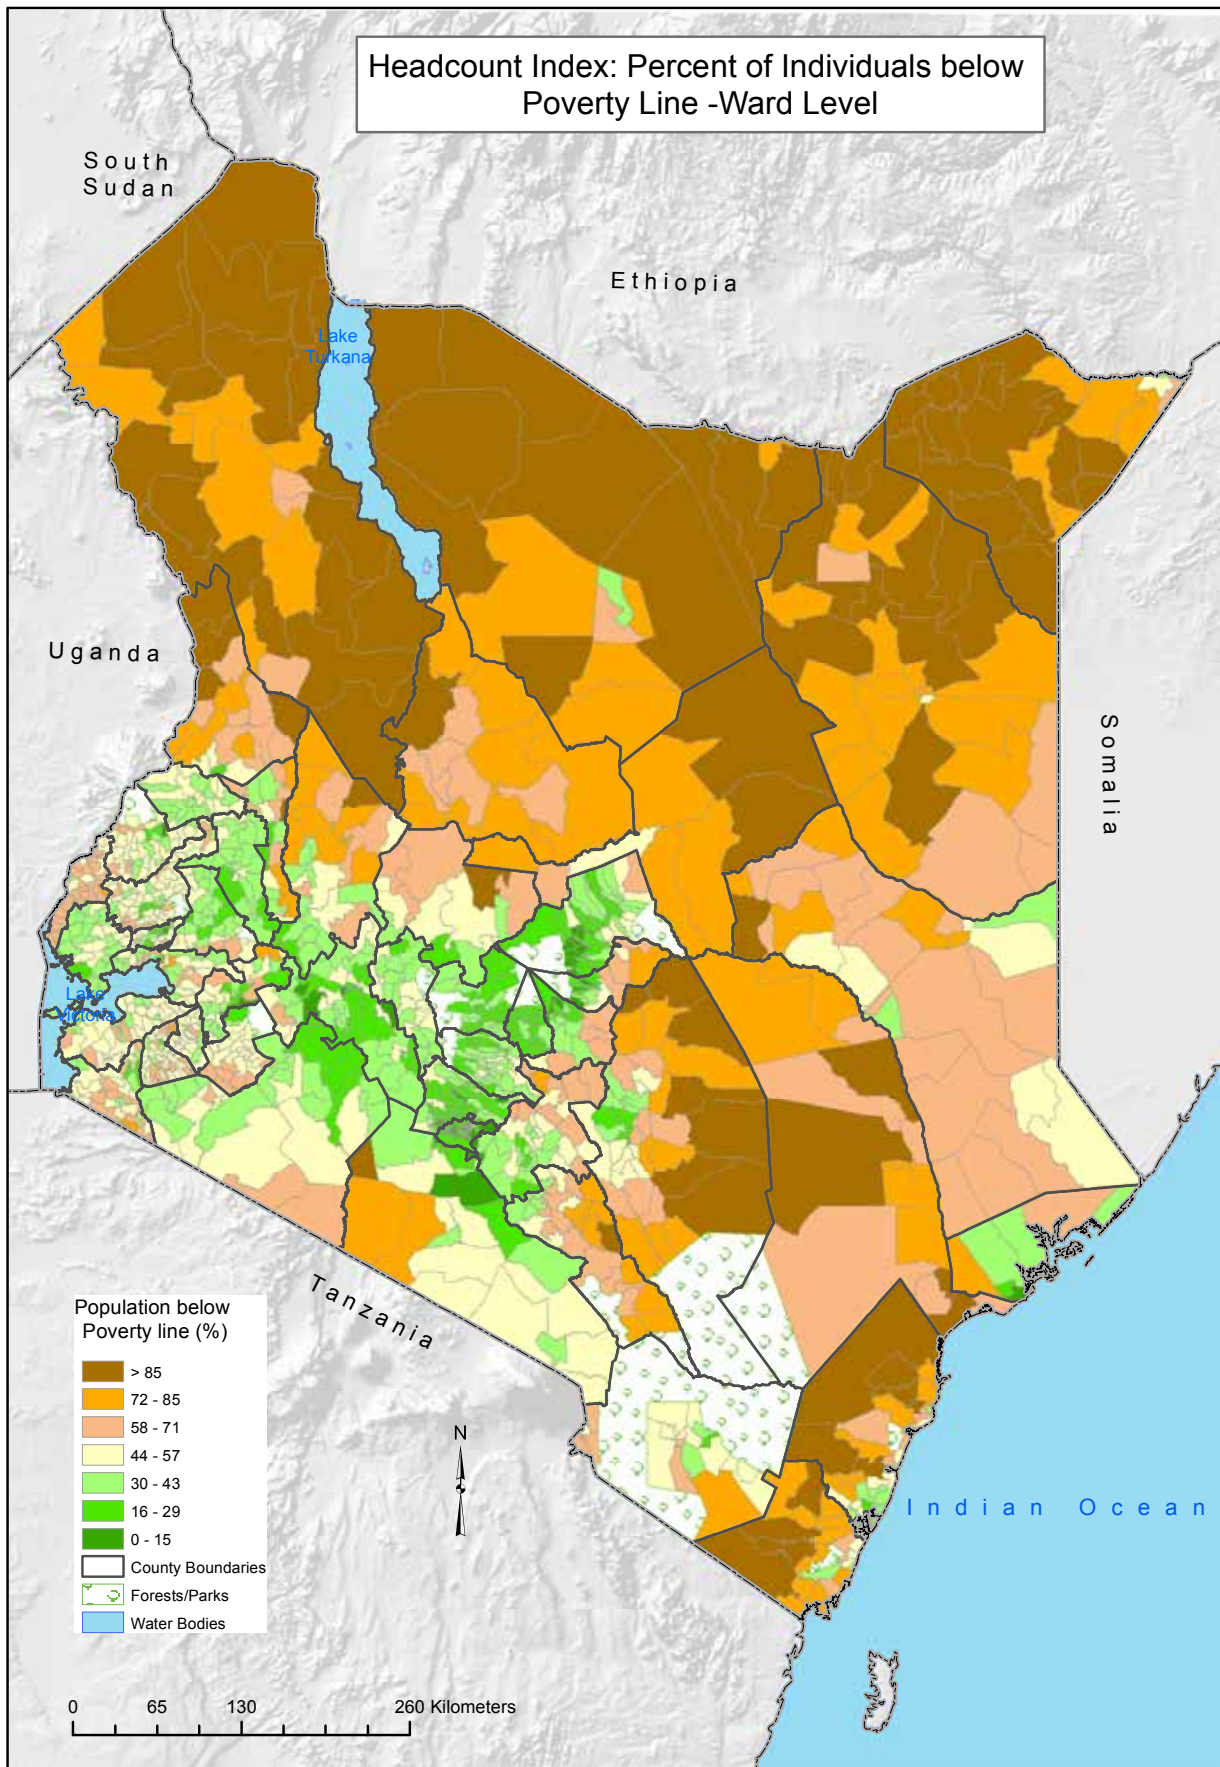 Headcount Index: Percent of Individuals below
Poverty Line -Ward Level
South
Sudan
Ethiopia
Lake
Turkana
Uganda
Somalia
Lake
Victoria
Tanzania
Indian Ocean
Population below
Poverty line (%)
> 85
72 - 85
58 - 71
44 - 57
30 - 43
16 - 29
0 - 15
County Boundaries
Forests/Parks
Water Bodies
N
0 65 130 260 Kilometers